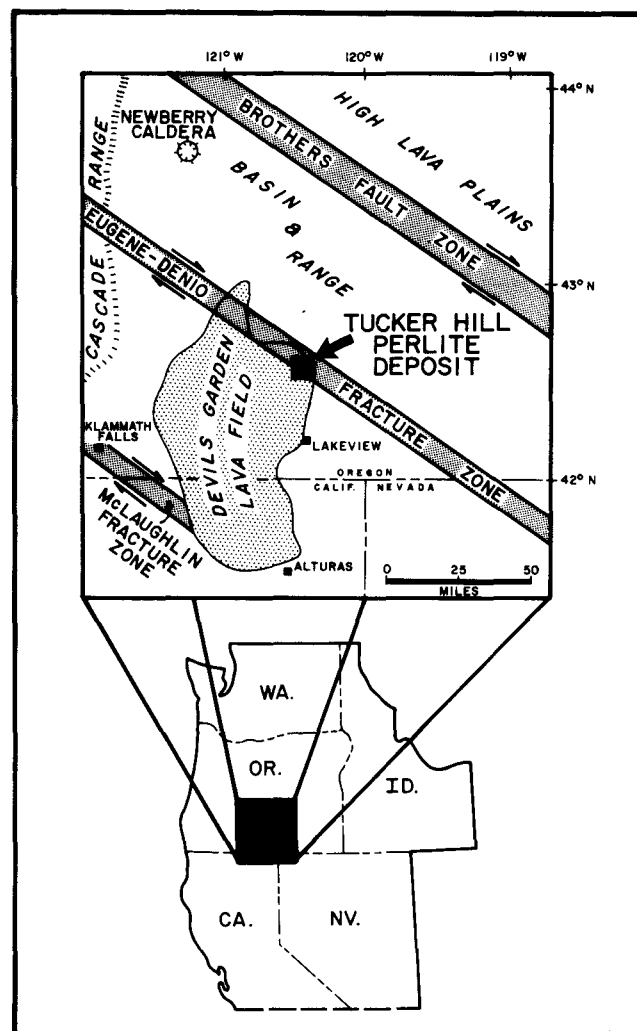 121°W
120°W
119°W
44°N
NEWBERRY
CALDERA
HIGH LAVA PLAINS
BROTHERS FAULT ZONE
BASIN
&
RANGE
CASCADE RANGE
EUGENE-DENIO
FRACTURE ZONE
43°N
TUCKER HILL
PERLITE
DEPOSIT
DEVILS GARDEN
LAVA FIELD
KLAMMATH
FALLS
LAKEVIEW
OREGON
CALIF.
NEVADA
42°N
McLAUGHLIN
FRACTURE
ZONE
ALTURAS
0 25 50
MILES
WA.
OR.
ID.
CA.
NV.